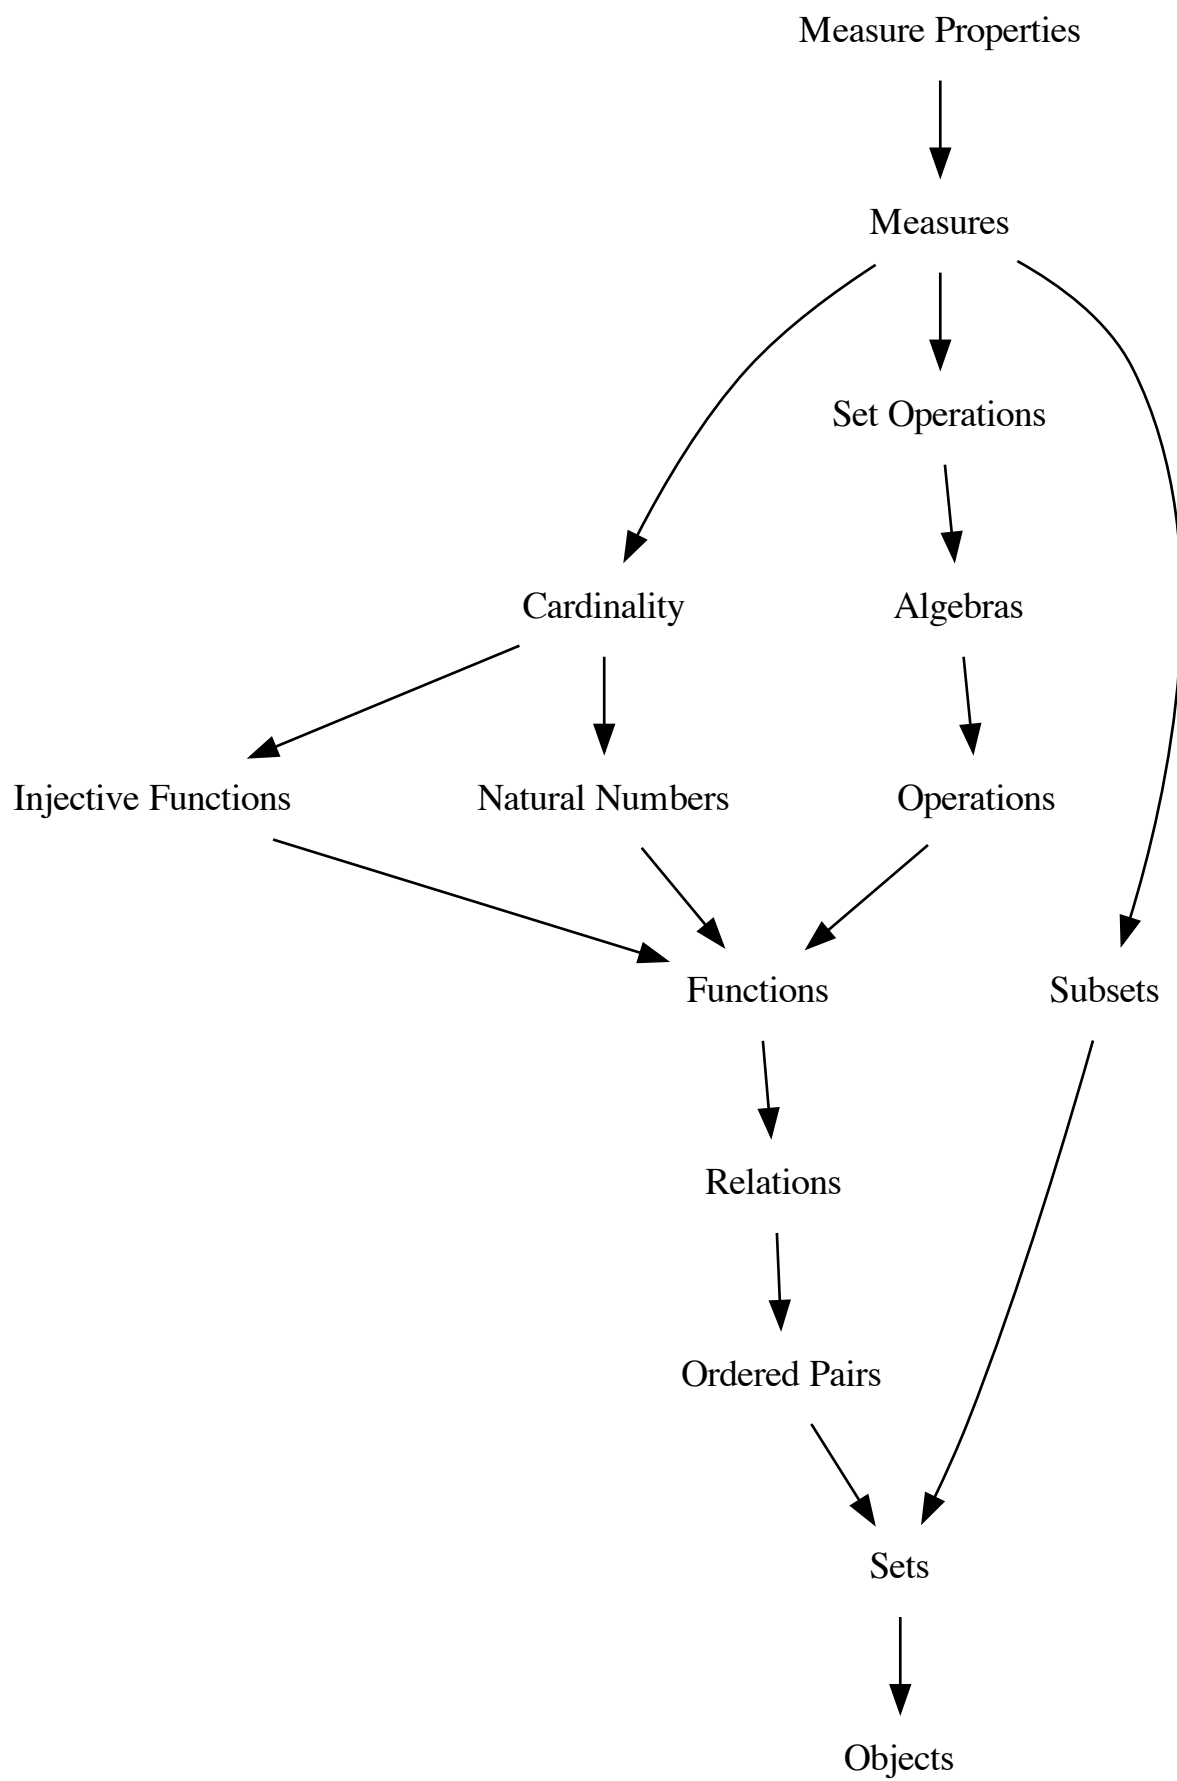 Measure Properties
Measures
Set Operations
Cardinality
Algebras
Injective Functions
Natural Numbers
Operations
Functions
Subsets
Relations
Ordered Pairs
Sets
Objects